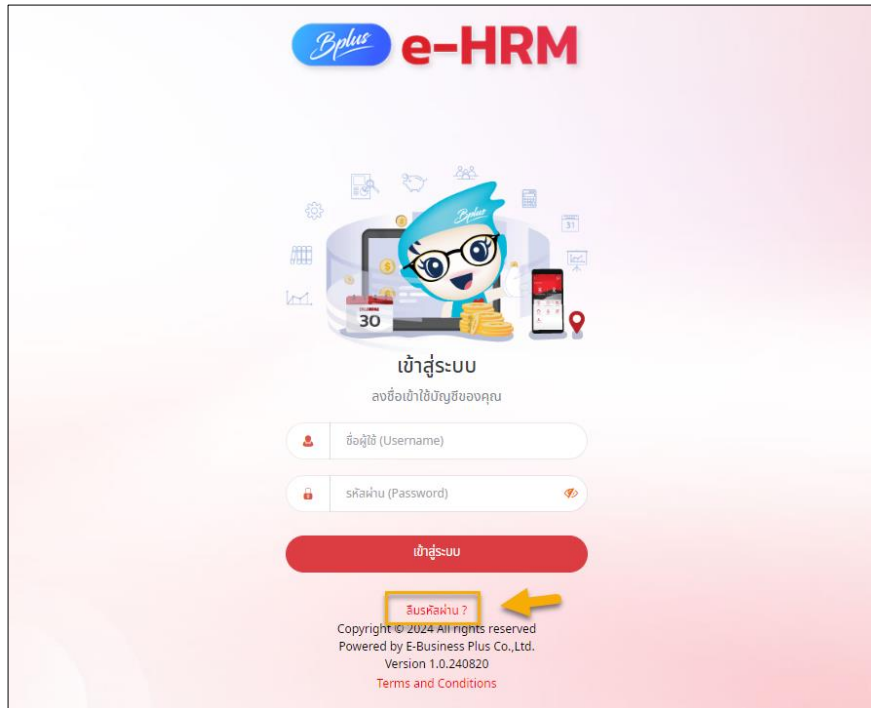 Bplus e-HRM
Bplus
31
30
เข้าสู่ระบบ
ลงชื่อเข้าใช้บัญชีของคุณ
ชื่อผู้ใช้ (Username)
รหัสผ่าน (Password)
เข้าสู่ระบบ
ลืมรหัสผ่าน ?
Copyright © 2024 All rights reserved
Powered by E-Business Plus Co.,Ltd.
Version 1.0.240820
Terms and Conditions